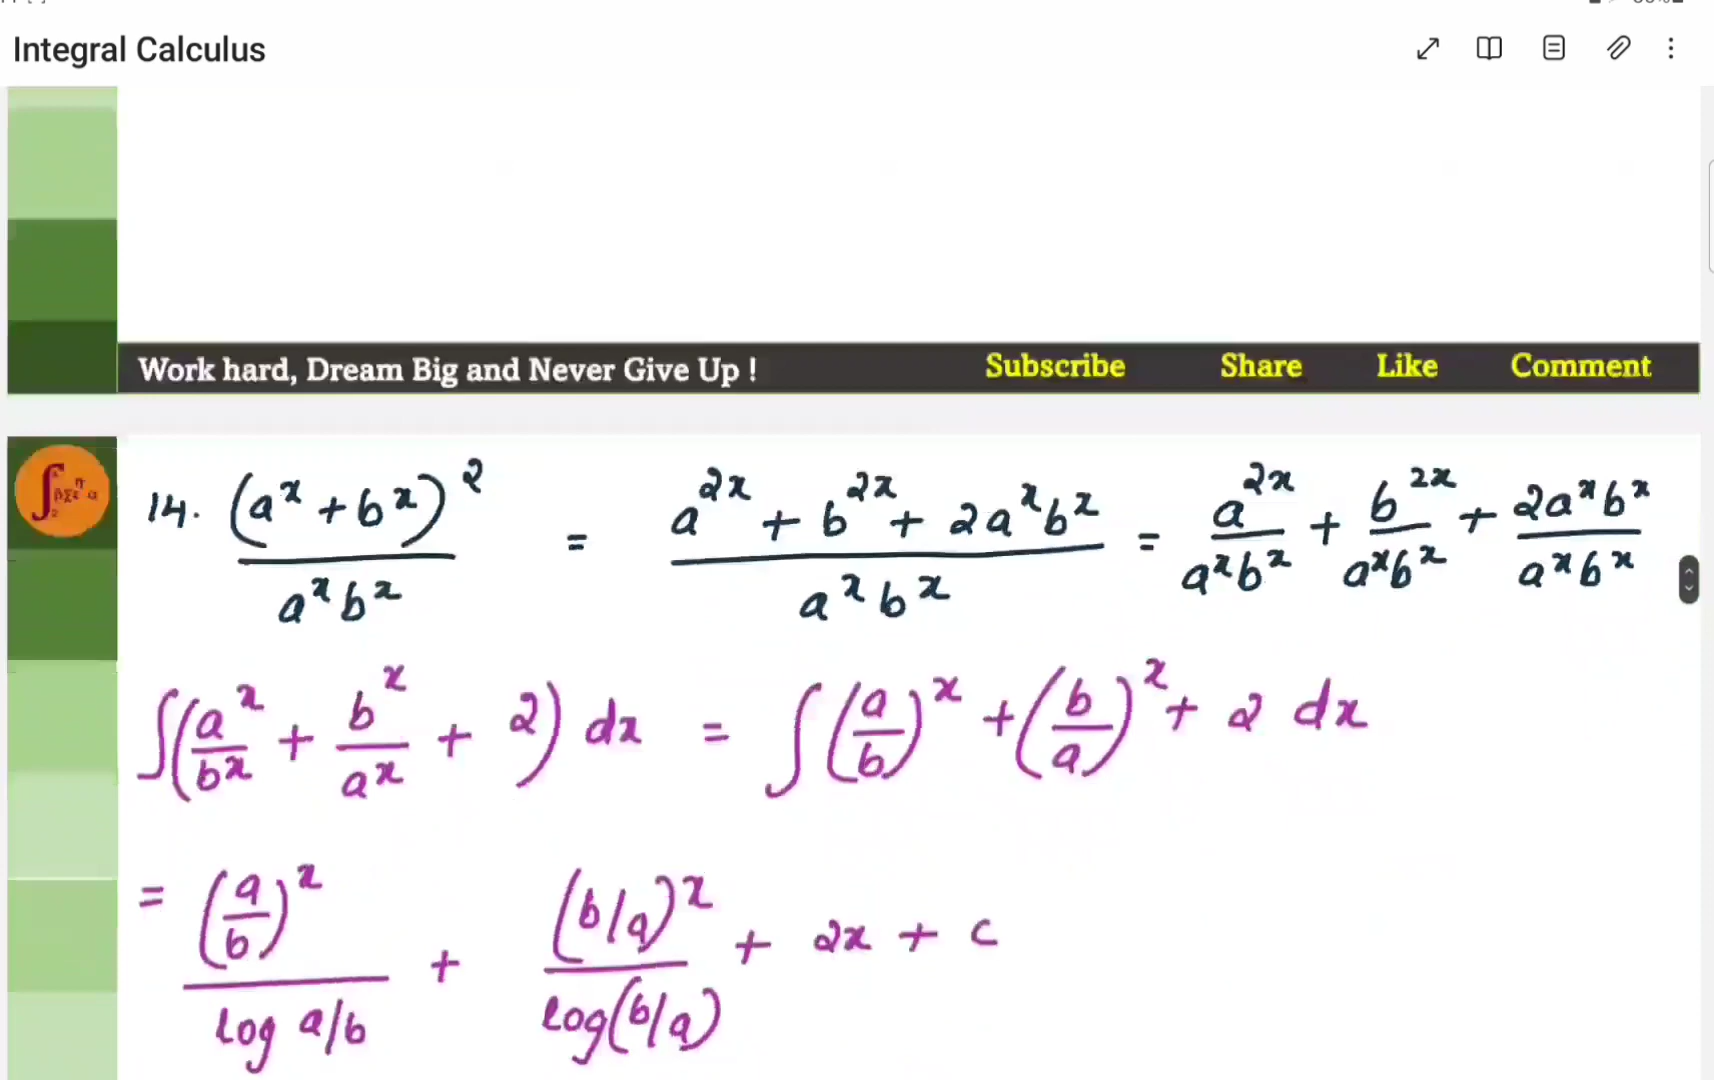 Integral Calculus
Work hard, Dream Big and Never Give Up ! Subscribe Share Like Comment
14. (a^x + b^x)^2 / a^x b^x = a^2x + b^2x + 2a^x b^x / a^x b^x = a^2x / a^x b^x + b^2x / a^x b^x + 2a^x b^x / a^x b^x
∫(a^x / b^x + b^x / a^x + 2) dx = ∫(a/b)^x + (b/a)^x + 2 dx
= (a/b)^x / log a/b + (b/a)^x / log(b/a) + 2x + c